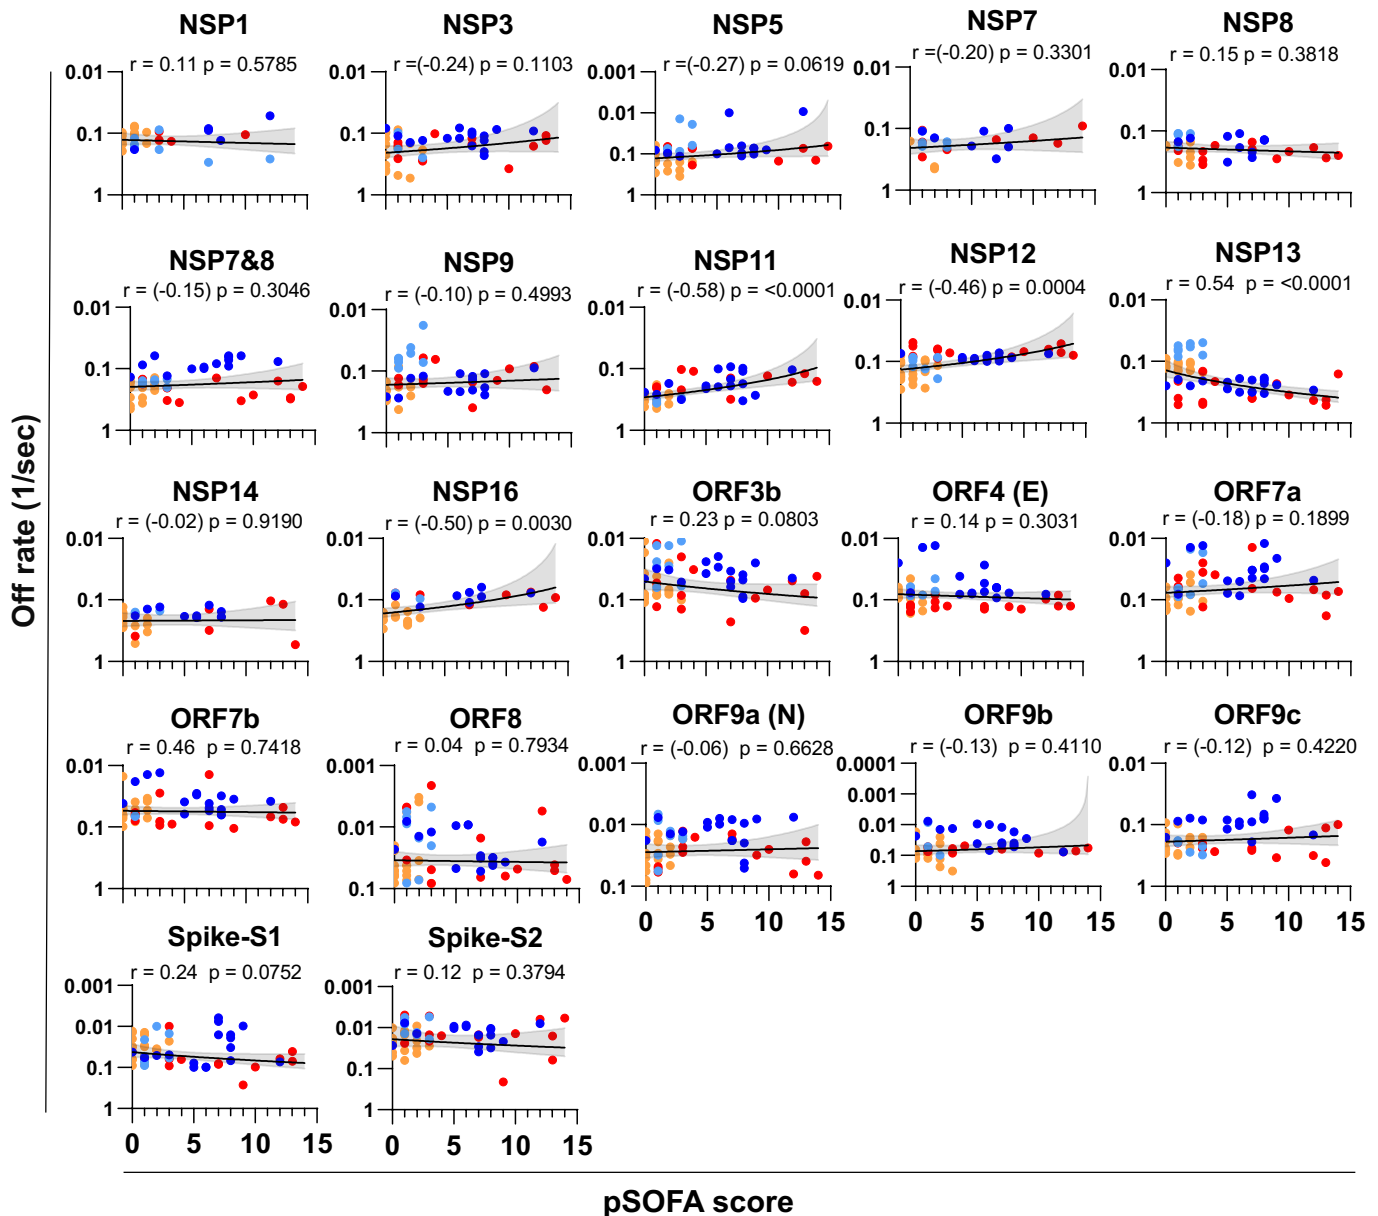 NSP1
r = 0.11 p = 0.5785
0.01
0.1
1
NSP3
r =(-0.24) p = 0.1103
0.01
0.1
1
NSP5
r =(-0.27) p = 0.0619
0.001
0.01
0.1
1
NSP7
r =(-0.20) p = 0.3301
0.01
0.1
1
NSP8
r = 0.15 p = 0.3818
0.01
0.1
1
NSP7&8
r = (-0.15) p = 0.3046
0.01
0.1
1
NSP9
r = (-0.10) p = 0.4993
0.01
0.1
1
NSP11
r = (-0.58) p = <0.0001
0.01
0.1
1
NSP12
r = (-0.46) p = 0.0004
0.01
0.1
1
NSP13
r = 0.54 p = <0.0001
0.01
0.1
1
NSP14
r = (-0.02) p = 0.9190
0.01
0.1
1
NSP16
r = (-0.50) p = 0.0030
0.01
0.1
1
ORF3b
r = 0.23 p = 0.0803
0.01
0.1
1
ORF4 (E)
r = 0.14 p = 0.3031
0.01
0.1
1
ORF7a
r = (-0.18) p = 0.1899
0.01
0.1
1
ORF7b
r = 0.46 p = 0.7418
0.01
0.1
1
ORF8
r = 0.04 p = 0.7934
0.001
0.01
0.1
ORF9a (N)
r = (-0.06) p = 0.6628
0.001
0.01
0.1
0 5 10 15
ORF9b
r = (-0.13) p = 0.4110
0.0001
0.001
0.01
0.1
1
0 5 10 15
ORF9c
r = (-0.12) p = 0.4220
0.01
0.1
1
0 5 10 15
Spike-S1
r = 0.24 p = 0.0752
0.001
0.01
0.1
1
0 5 10 15
Spike-S2
r = 0.12 p = 0.3794
0.001
0.01
0.1
1
0 5 10 15
Off rate (1/sec)
pSOFA score